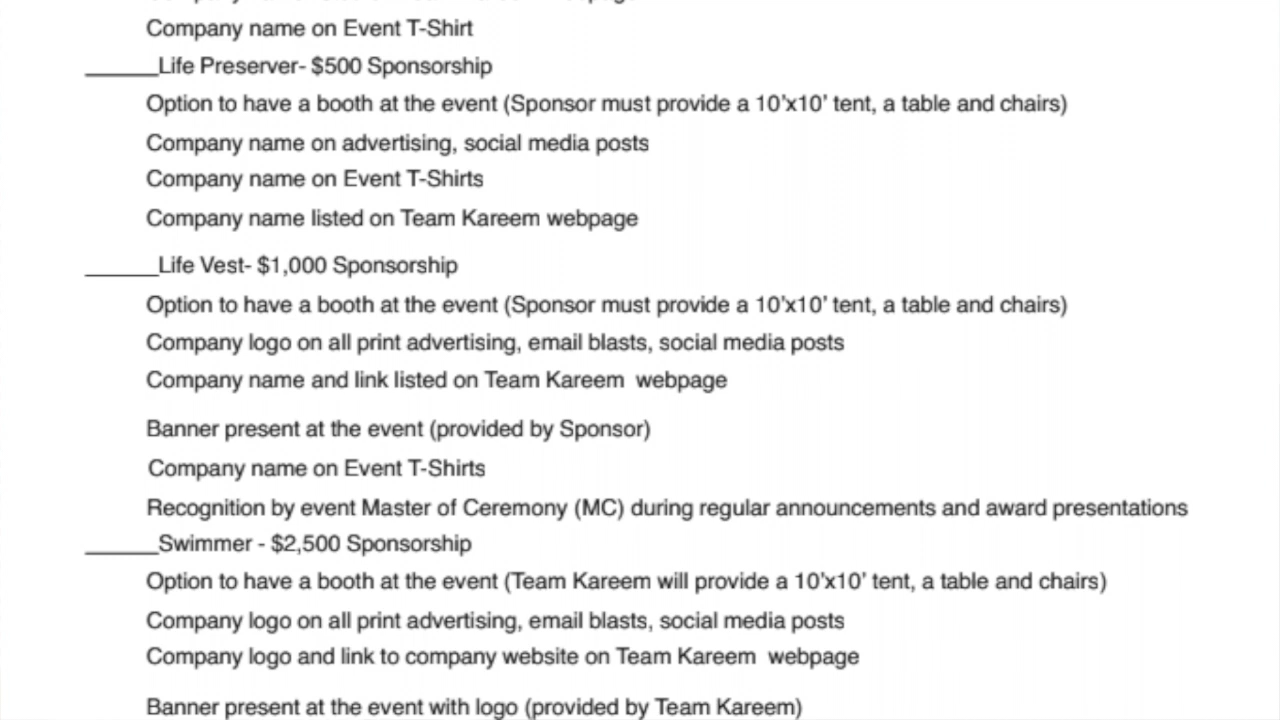 Company name on Event T-Shirt
______Life Preserver- $500 Sponsorship
Option to have a booth at the event (Sponsor must provide a 10'x10' tent, a table and chairs)
Company name on advertising, social media posts
Company name on Event T-Shirts
Company name listed on Team Kareem webpage
______Life Vest- $1,000 Sponsorship
Option to have a booth at the event (Sponsor must provide a 10'x10' tent, a table and chairs)
Company logo on all print advertising, email blasts, social media posts
Company name and link listed on Team Kareem  webpage
Banner present at the event (provided by Sponsor)
Company name on Event T-Shirts
Recognition by event Master of Ceremony (MC) during regular announcements and award presentations
______Swimmer - $2,500 Sponsorship
Option to have a booth at the event (Team Kareem will provide a 10'x10' tent, a table and chairs)
Company logo on all print advertising, email blasts, social media posts
Company logo and link to company website on Team Kareem  webpage
Banner present at the event with logo (provided by Team Kareem)